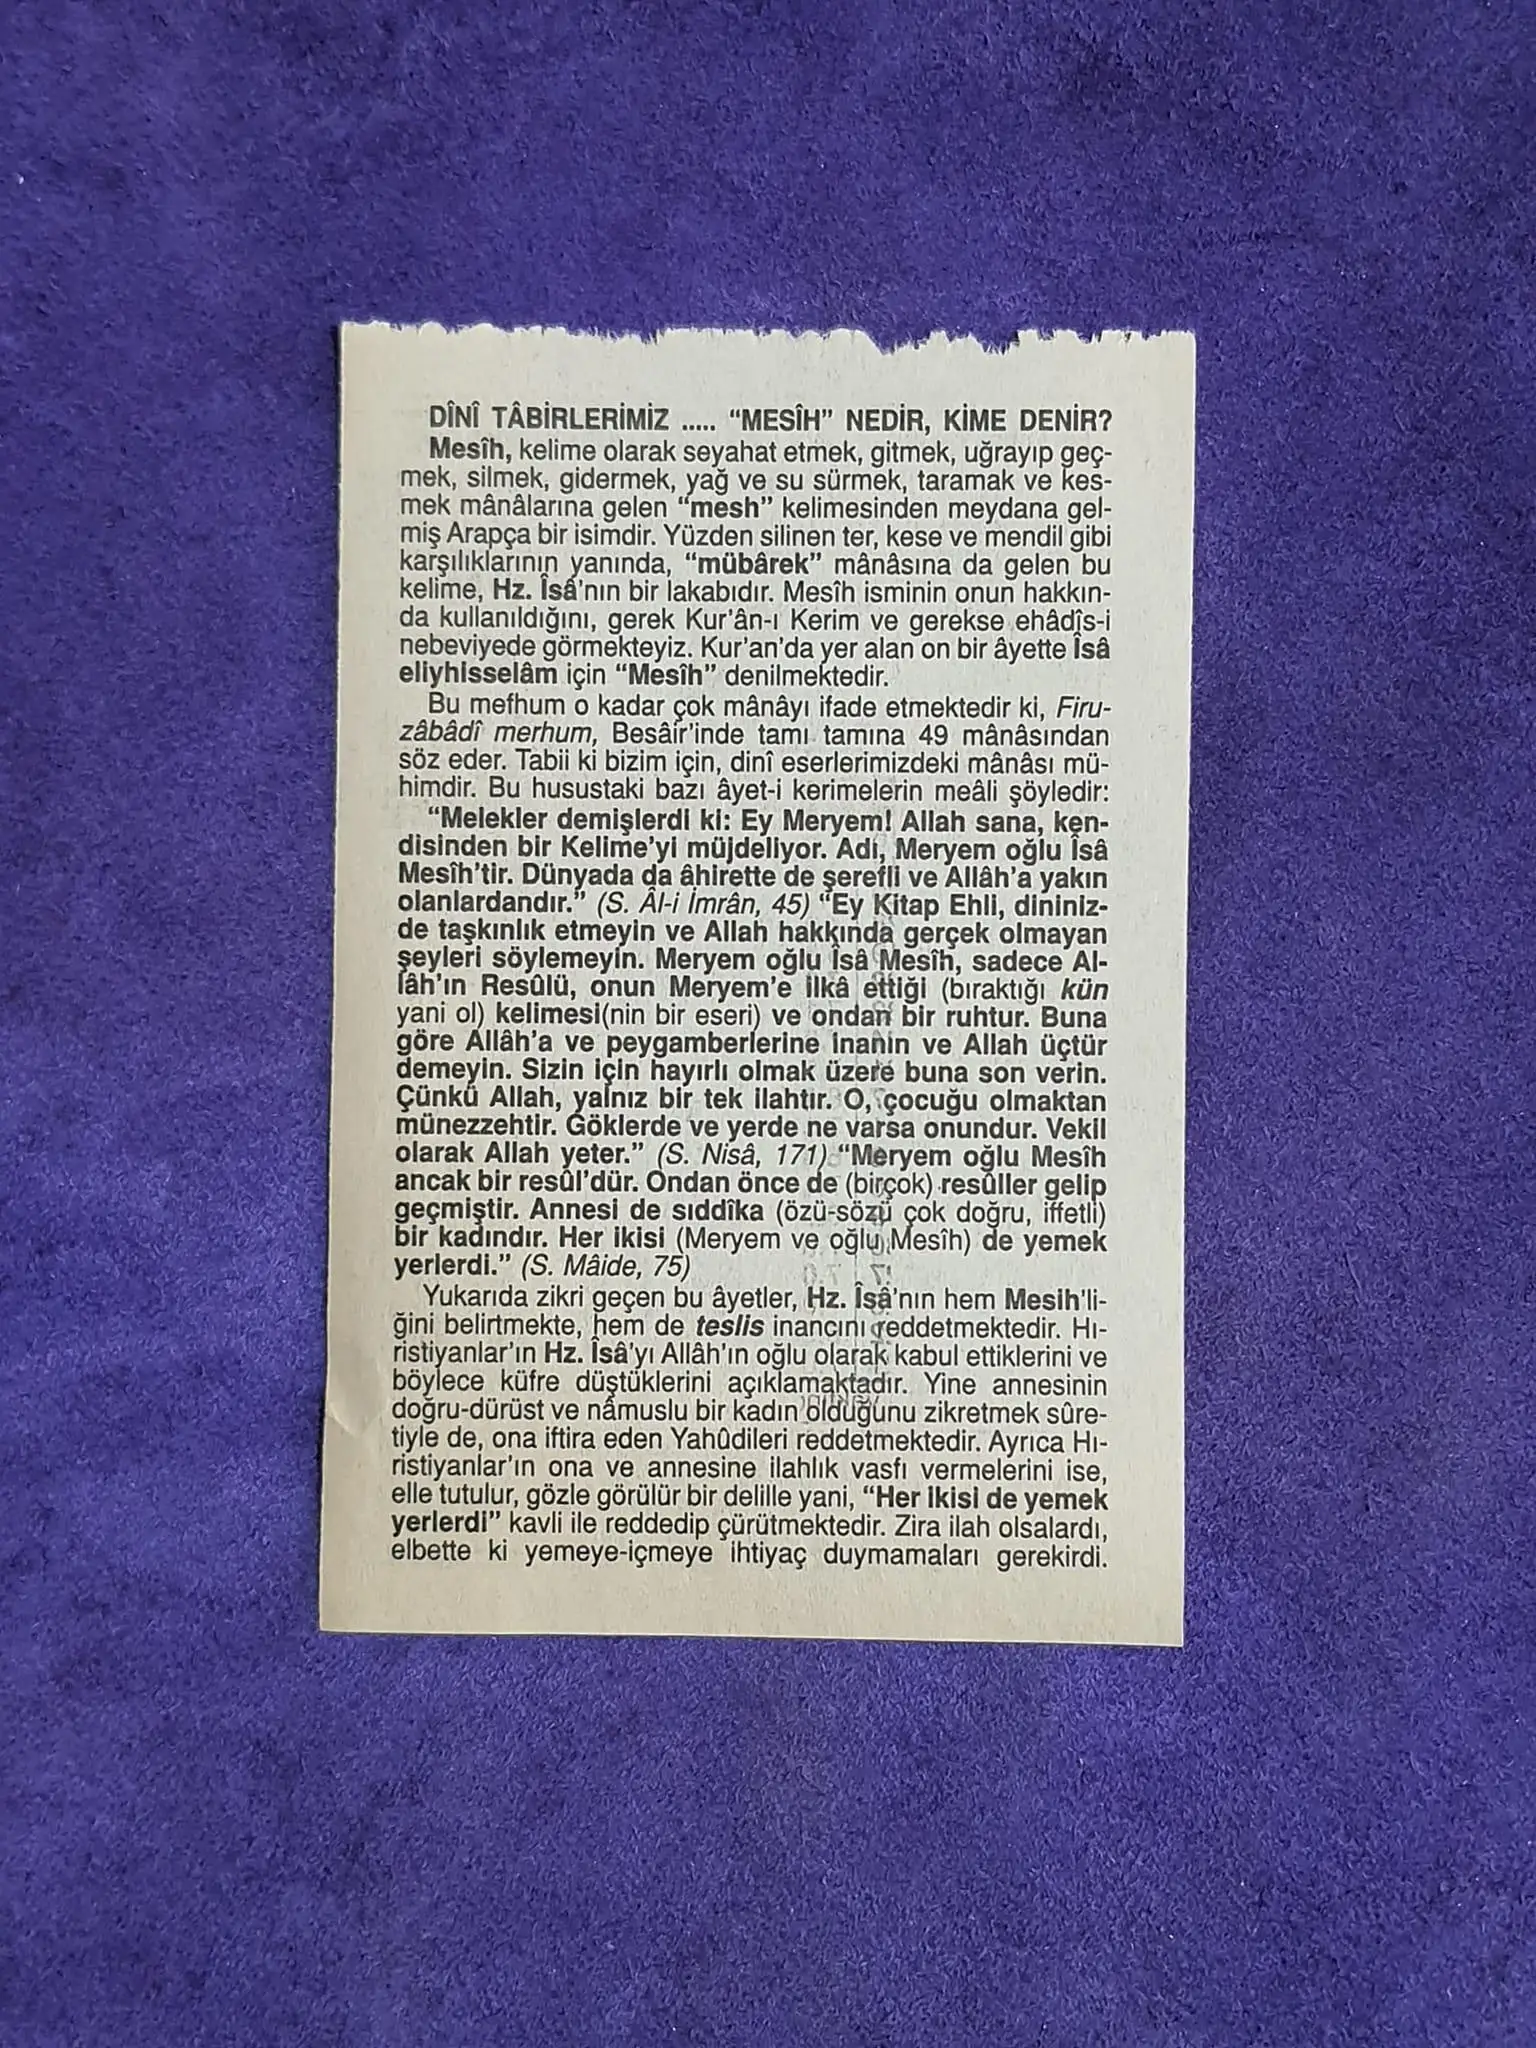 DÎNÎ TÂBİRLERİMİZ ..... “MESÎH” NEDİR, KİME DENİR?
Mesîh, kelime olarak seyahat etmek, gitmek, uğrayıp geç-
mek, silmek, gidermek, yağ ve su sürmek, taramak ve kes-
mek mânâlarına gelen “mesh” kelimesinden meydana gel-
miş Arapça bir isimdir. Yüzden silinen ter, kese ve mendil gibi
karşılıklarının yanında, “mübârek” mânâsına da gelen bu
kelime, Hz. Îsâ'nın bir lakabıdır. Mesîh isminin onun hakkın-
da kullanıldığını, gerek Kur'ân-ı Kerim ve gerekse ehâdîs-i
nebeviyede görmekteyiz. Kur'an'da yer alan on bir âyette Îsâ
eliyhisselâm için “Mesîh” denilmektedir.
Bu mefhum o kadar çok mânâyı ifade etmektedir ki, Firu-
zâbâdî merhum, Besâir'inde tamı tamına 49 mânâsından
söz eder. Tabii ki bizim için, dinî eserlerimizdeki mânâsı mü-
himdir. Bu husustaki bazı âyet-i kerimelerin meâli şöyledir:
“Melekler demişlerdi ki: Ey Meryem! Allah sana, ken-
disinden bir Kelime'yi müjdeliyor. Adı, Meryem oğlu Îsâ
Mesîh'tir. Dünyada da âhirette de şerefli ve Allâh'a yakın
olanlardandır.” (S. Âl-i İmrân, 45) “Ey Kitap Ehli, dininiz-
de taşkınlık etmeyin ve Allah hakkında gerçek olmayan
şeyleri söylemeyin. Meryem oğlu Îsâ Mesîh, sadece Al-
lâh'ın Resûlü, onun Meryem'e ilkâ ettiği (bıraktığı kün
yani ol) kelimesi(nin bir eseri) ve ondan bir ruhtur. Buna
göre Allâh'a ve peygamberlerine inanin ve Allah üçtür
demeyin. Sizin için hayırlı olmak üzere buna son verin.
Çünkü Allah, yalnız bir tek ilahtır. O, çocuğu olmaktan
münezzehtir. Göklerde ve yerde ne varsa onundur. Vekil
olarak Allah yeter.” (S. Nisâ, 171) “Meryem oğlu Mesîh
ancak bir resûl'dür. Ondan önce de (birçok) resûller gelip
geçmiştir. Annesi de sıddîka (özü-sözü çok doğru, iffetli)
bir kadındır. Her ikisi (Meryem ve oğlu Mesîh) de yemek
yerlerdi.” (S. Mâide, 75)
Yukarıda zikri geçen bu âyetler, Hz. Îsâ'nın hem Mesih'li-
ğini belirtmekte, hem de teslis inancını reddetmektedir. Hı-
ristiyanlar'ın Hz. Îsâ'yı Allâh'ın oğlu olarak kabul ettiklerini ve
böylece küfre düştüklerini açıklamaktadır. Yine annesinin
doğru-dürüst ve nâmuslu bir kadın olduğunu zikretmek sûre-
tiyle de, ona iftira eden Yahûdileri reddetmektedir. Ayrıca Hı-
ristiyanlar'ın ona ve annesine ilahlık vasfı vermelerini ise,
elle tutulur, gözle görülür bir delille yani, “Her ikisi de yemek
yerlerdi” kavli ile reddedip çürütmektedir. Zira ilah olsalardı,
elbette ki yemeye-içmeye ihtiyaç duymamaları gerekirdi.